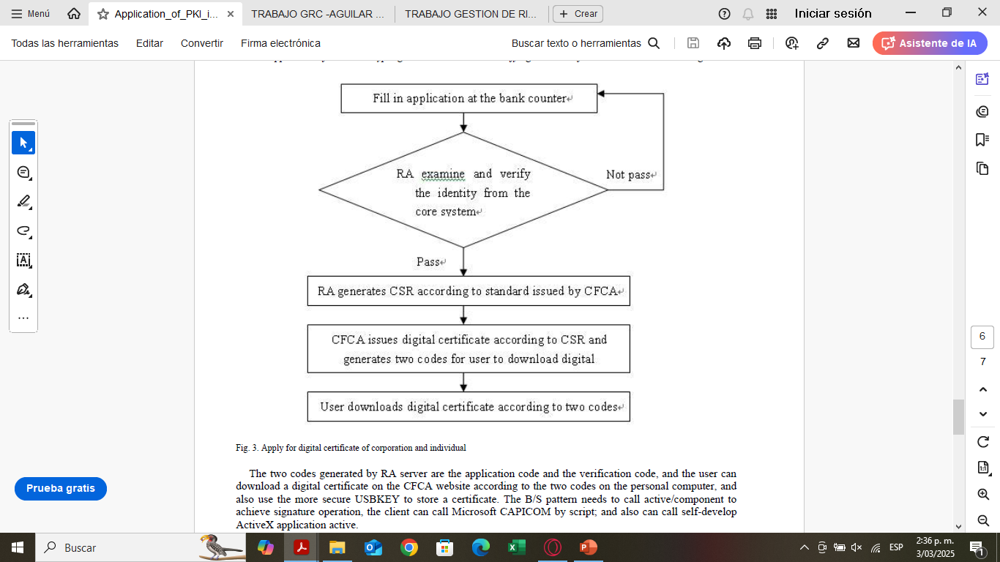 Menú
Application_of_PKI_i...
TRABAJO GRC -AGUILAR ...
TRABAJO GESTION DE RI...
Crear
Iniciar sesión
Todas las herramientas
Editar
Convertir
Firma electrónica
Buscar texto o herramientas
Asistente de IA
Fill in application at the bank counter
RA examine and verify
the identity from the
core system
Not pass
Pass
RA generates CSR according to standard issued by CFCA
CFCA issues digital certificate according to CSR and
generates two codes for user to download digital
User downloads digital certificate according to two codes
Fig. 3. Apply for digital certificate of corporation and individual
The two codes generated by RA server are the application code and the verification code, and the user can
download a digital certificate on the CFCA website according to the two codes on the personal computer, and
also use the more secure USBKEY to store a certificate. The B/S pattern needs to call active/component to
achieve signature operation, the client can call Microsoft CAPICOM by script; and also can call self-develop
ActiveX application active.
6
7
Prueba gratis
Buscar
ESP
2:36 p. m.
3/03/2025
1